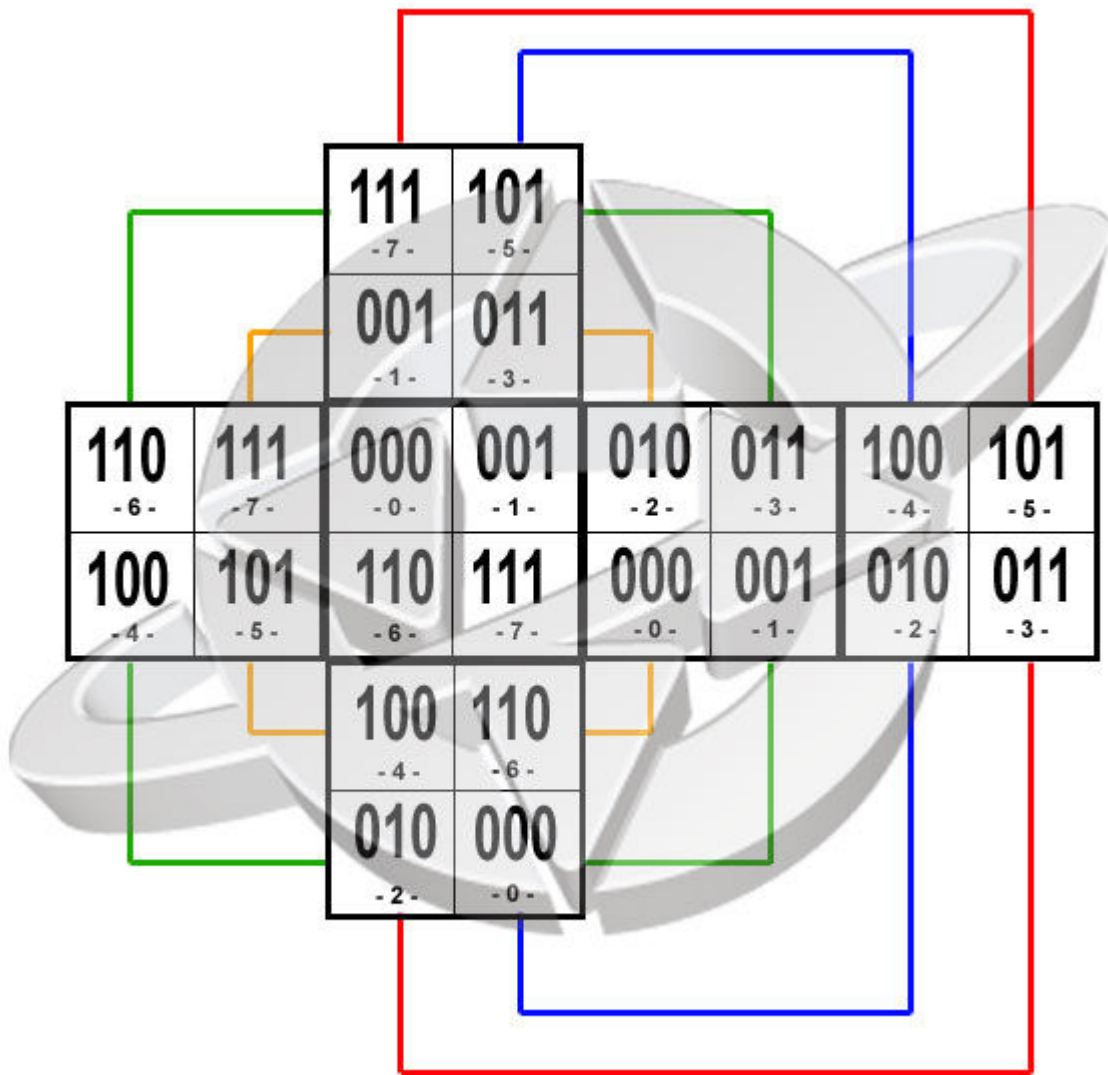 111 101
- 7 - - 5 -
001 011
- 1 - - 3 -
110 111 000 001 010 011 100 101
- 6 - - 7 - - 0 - - 1 - - 2 - - 3 - - 4 - - 5 -
100 101 110 111 000 001 010 011
- 4 - - 5 - - 6 - - 7 - - 0 - - 1 - - 2 - - 3 -
100 110
- 4 - - 6 -
010 000
- 2 - - 0 -